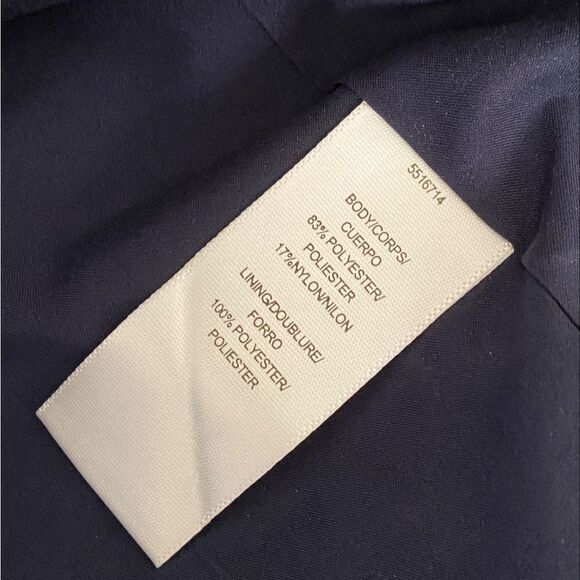 5516714
BODY/CORPS/
CUERPO
83% POLYESTER/
POLIESTER
17%NYLON/NILON
LINING/DOUBLURE/
FORRO
100% POLYESTER/
POLIESTER